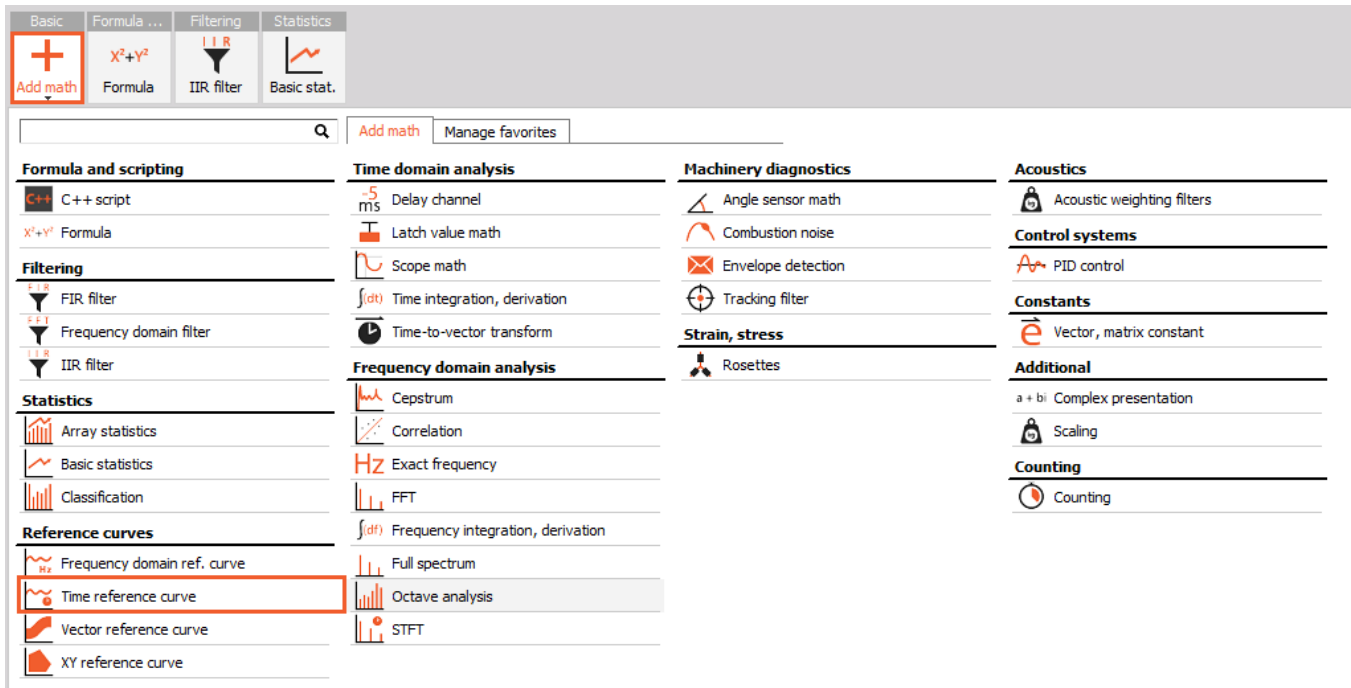 Basic
Formula ...
Filtering
Statistics
X²+Y²
I I R
Add math
Formula
IIR filter
Basic stat.
Add math
Manage favorites
Formula and scripting
C++ C++ script
X²+Y² Formula
Filtering
F I R
FIR filter
F F T
Frequency domain filter
I I R
IIR filter
Statistics
Array statistics
Basic statistics
Classification
Reference curves
Hz Frequency domain ref. curve
Time reference curve
Vector reference curve
XY reference curve
Time domain analysis
-5 ms Delay channel
Latch value math
Scope math
∫(dt) Time integration, derivation
Time-to-vector transform
Frequency domain analysis
Cepstrum
Correlation
Hz Exact frequency
FFT
∫(df) Frequency integration, derivation
Full spectrum
Octave analysis
STFT
Machinery diagnostics
Angle sensor math
Combustion noise
Envelope detection
Tracking filter
Strain, stress
Rosettes
Acoustics
kg Acoustic weighting filters
Control systems
PID control
Constants
e Vector, matrix constant
Additional
a + bi Complex presentation
kg Scaling
Counting
Counting